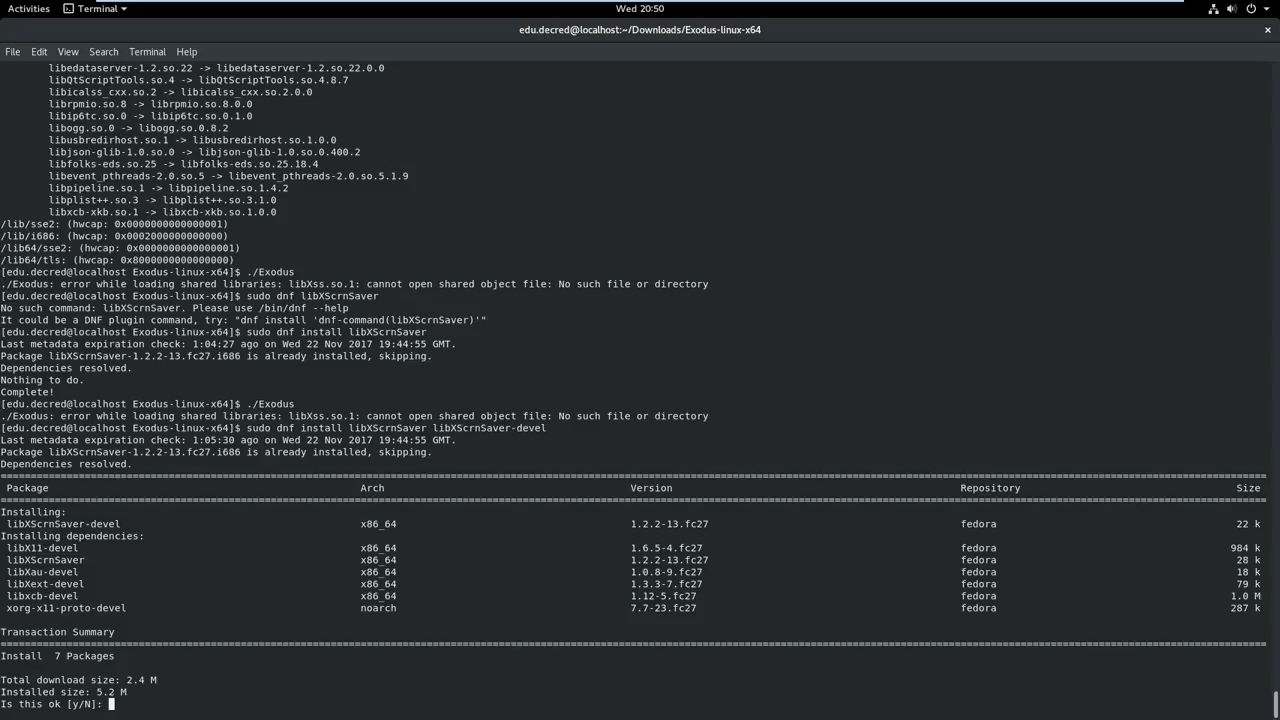 Activities Terminal Wed 20:50
edu.decred@localhost:~/Downloads/Exodus-linux-x64 ×
File Edit View Search Terminal Help
libedataserver-1.2.so.22 -> libedataserver-1.2.so.22.0.0
libQtScriptTools.so.4 -> libQtScriptTools.so.4.8.7
libicalss_cxx.so.2 -> libicalss_cxx.so.2.0.0
librpmio.so.8 -> librpmio.so.8.0.0
libip6tc.so.0 -> libip6tc.so.0.1.0
libogg.so.0 -> libogg.so.0.8.2
libusbredirhost.so.1 -> libusbredirhost.so.1.0.0
libjson-glib-1.0.so.0 -> libjson-glib-1.0.so.0.400.2
libfolks-eds.so.25 -> libfolks-eds.so.25.18.4
libevent_pthreads-2.0.so.5 -> libevent_pthreads-2.0.so.5.1.9
libpipeline.so.1 -> libpipeline.so.1.4.2
libplist++.so.3 -> libplist++.so.3.1.0
libxcb-xkb.so.1 -> libxcb-xkb.so.1.0.0
/lib/sse2: (hwcap: 0x0000000000000001)
/lib/i686: (hwcap: 0x0002000000000000)
/lib64/sse2: (hwcap: 0x0000000000000001)
/lib64/tls: (hwcap: 0x8000000000000000)
[edu.decred@localhost Exodus-linux-x64]$ ./Exodus
./Exodus: error while loading shared libraries: libXss.so.1: cannot open shared object file: No such file or directory
[edu.decred@localhost Exodus-linux-x64]$ sudo dnf libXScrnSaver
No such command: libXScrnSaver. Please use /bin/dnf --help
It could be a DNF plugin command, try: "dnf install 'dnf-command(libXScrnSaver)'"
[edu.decred@localhost Exodus-linux-x64]$ sudo dnf install libXScrnSaver
Last metadata expiration check: 1:04:27 ago on Wed 22 Nov 2017 19:44:55 GMT.
Package libXScrnSaver-1.2.2-13.fc27.i686 is already installed, skipping.
Dependencies resolved.
Nothing to do.
Complete!
[edu.decred@localhost Exodus-linux-x64]$ ./Exodus
./Exodus: error while loading shared libraries: libXss.so.1: cannot open shared object file: No such file or directory
[edu.decred@localhost Exodus-linux-x64]$ sudo dnf install libXScrnSaver libXScrnSaver-devel
Last metadata expiration check: 1:05:30 ago on Wed 22 Nov 2017 19:44:55 GMT.
Package libXScrnSaver-1.2.2-13.fc27.i686 is already installed, skipping.
Dependencies resolved.
Package Arch Version Repository Size
Installing:
libXScrnSaver-devel x86_64 1.2.2-13.fc27 fedora 22 k
Installing dependencies:
libX11-devel x86_64 1.6.5-4.fc27 fedora 984 k
libXScrnSaver x86_64 1.2.2-13.fc27 fedora 28 k
libXau-devel x86_64 1.0.8-9.fc27 fedora 18 k
libXext-devel x86_64 1.3.3-7.fc27 fedora 79 k
libxcb-devel x86_64 1.12-5.fc27 fedora 1.0 M
xorg-x11-proto-devel noarch 7.7-23.fc27 fedora 287 k
Transaction Summary
Install 7 Packages
Total download size: 2.4 M
Installed size: 5.2 M
Is this ok [y/N]: